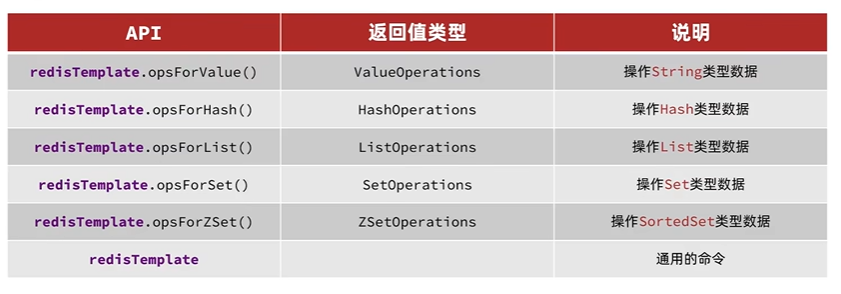 API 返回值类型 说明
redisTemplate.opsForValue() ValueOperations 操作String类型数据
redisTemplate.opsForHash() HashOperations 操作Hash类型数据
redisTemplate.opsForList() ListOperations 操作List类型数据
redisTemplate.opsForSet() SetOperations 操作Set类型数据
redisTemplate.opsForZSet() ZSetOperations 操作SortedSet类型数据
redisTemplate 通用的命令